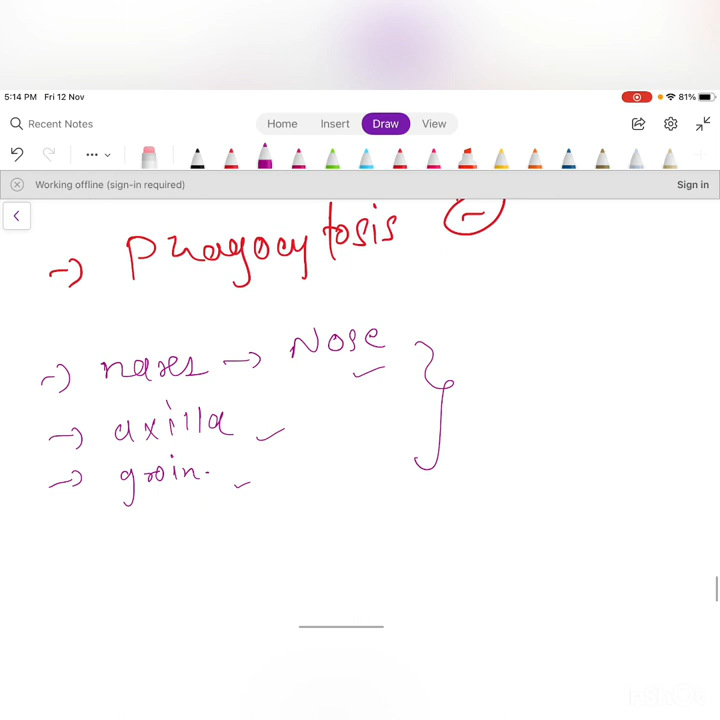 5:14 PM Fri 12 Nov
81%
Recent Notes
Home Insert Draw View
Working offline (sign-in required) Sign in
→ Phagocytosis -
→ nares → Nose ✓
→ axilla ✓
→ groin. ✓